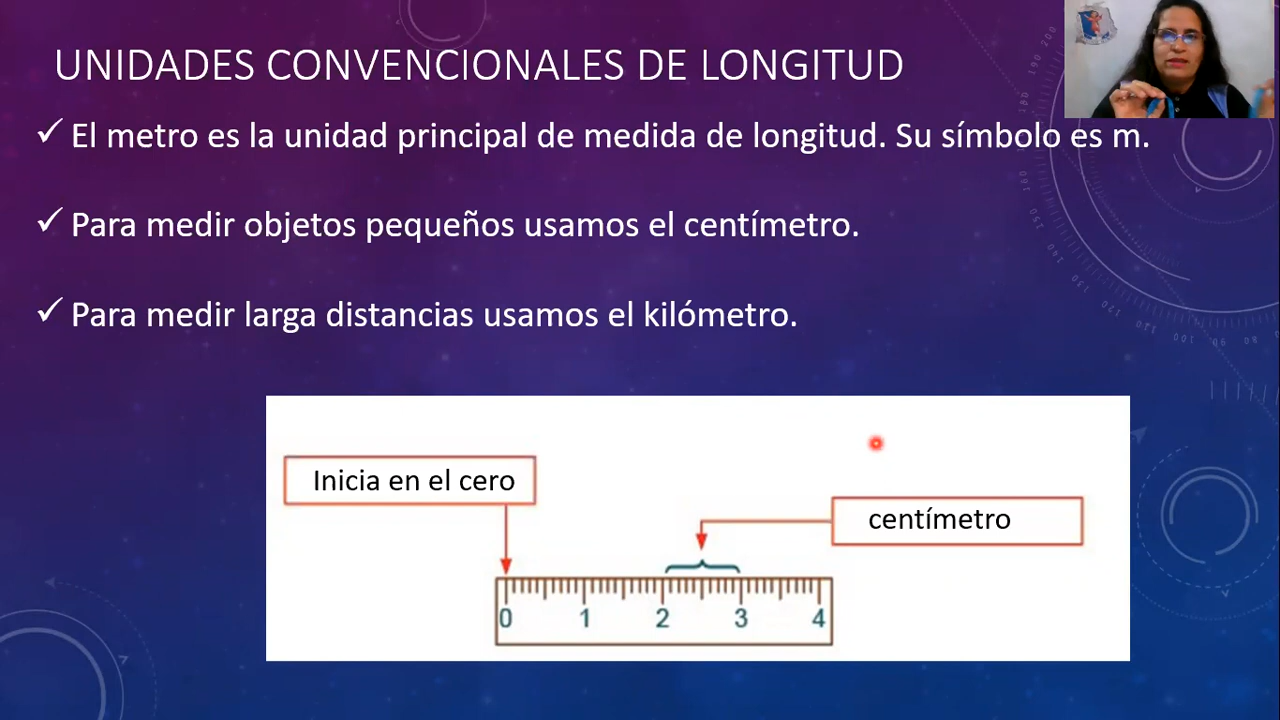 UNIDADES CONVENCIONALES DE LONGITUD
✓ El metro es la unidad principal de medida de longitud. Su símbolo es m.
✓ Para medir objetos pequeños usamos el centímetro.
✓ Para medir larga distancias usamos el kilómetro.
Inicia en el cero
centímetro
0 1 2 3 4